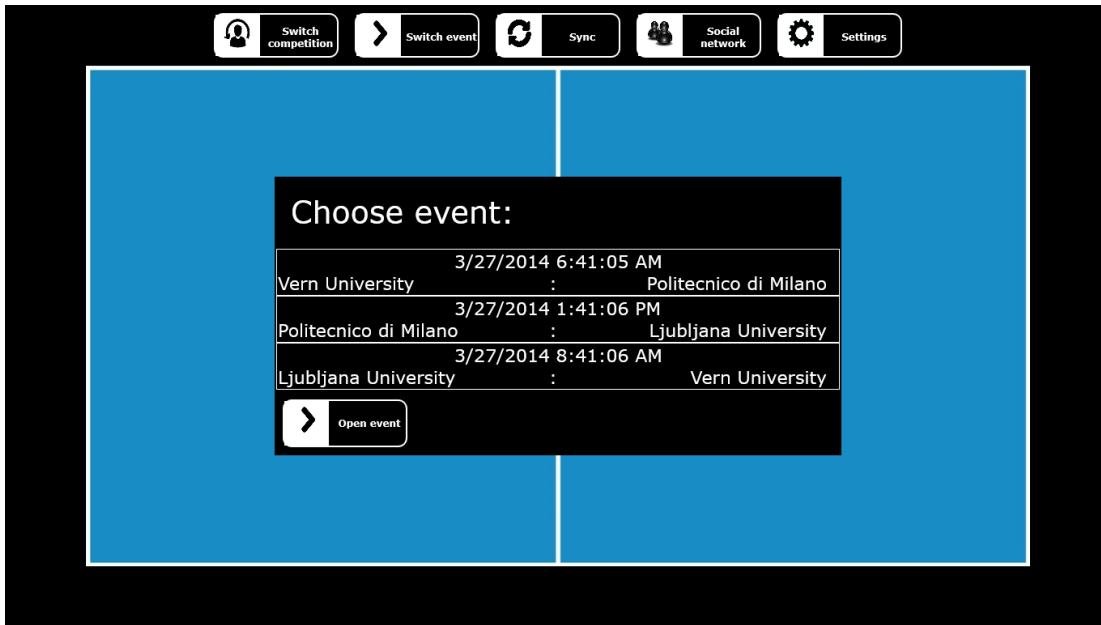 Switch
competition
Switch event
Sync
Social
network
Settings
Choose event:
3/27/2014 6:41:05 AM
Vern University : Politecnico di Milano
3/27/2014 1:41:06 PM
Politecnico di Milano : Ljubljana University
3/27/2014 8:41:06 AM
Ljubljana University : Vern University
Open event